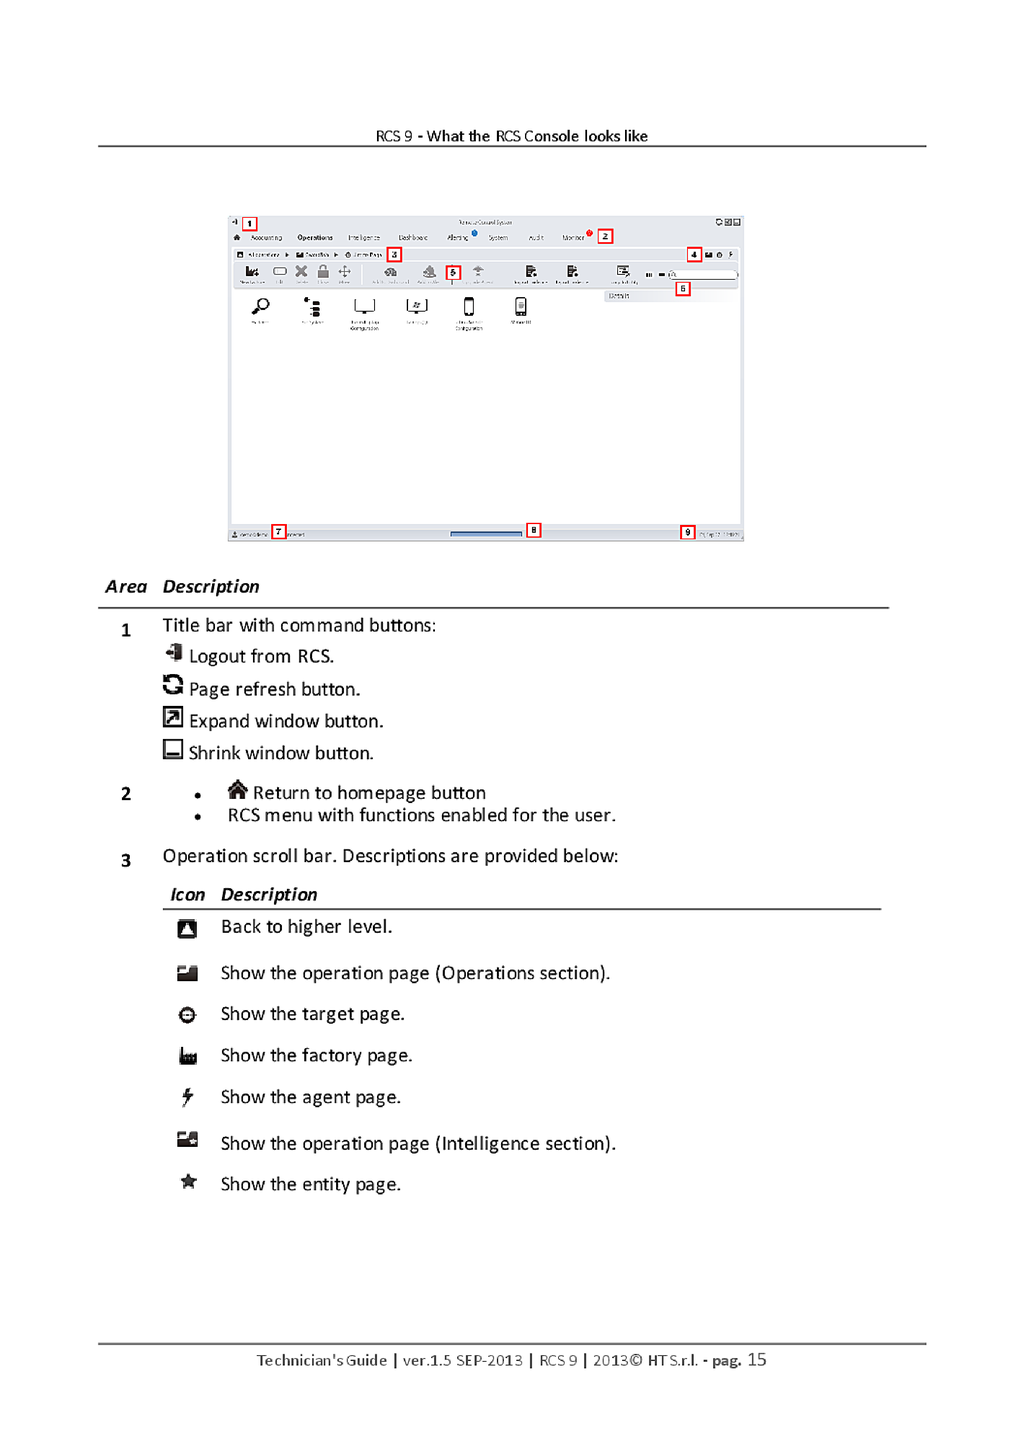 RCS 9 - What the RCS Console looks like
1
Remote Control System
Accounting Operations Intelligence Dashboard Alerting System Audit Monitor 2
3
4
5
6
Details
7
8
9
Area Description
1 Title bar with command buttons:
Logout from RCS.
Page refresh button.
Expand window button.
Shrink window button.
2 • Return to homepage button
• RCS menu with functions enabled for the user.
3 Operation scroll bar. Descriptions are provided below:
Icon Description
Back to higher level.
Show the operation page (Operations section).
Show the target page.
Show the factory page.
Show the agent page.
Show the operation page (Intelligence section).
Show the entity page.
Technician's Guide | ver.1.5 SEP-2013 | RCS 9 | 2013© HT S.r.l. - pag. 15